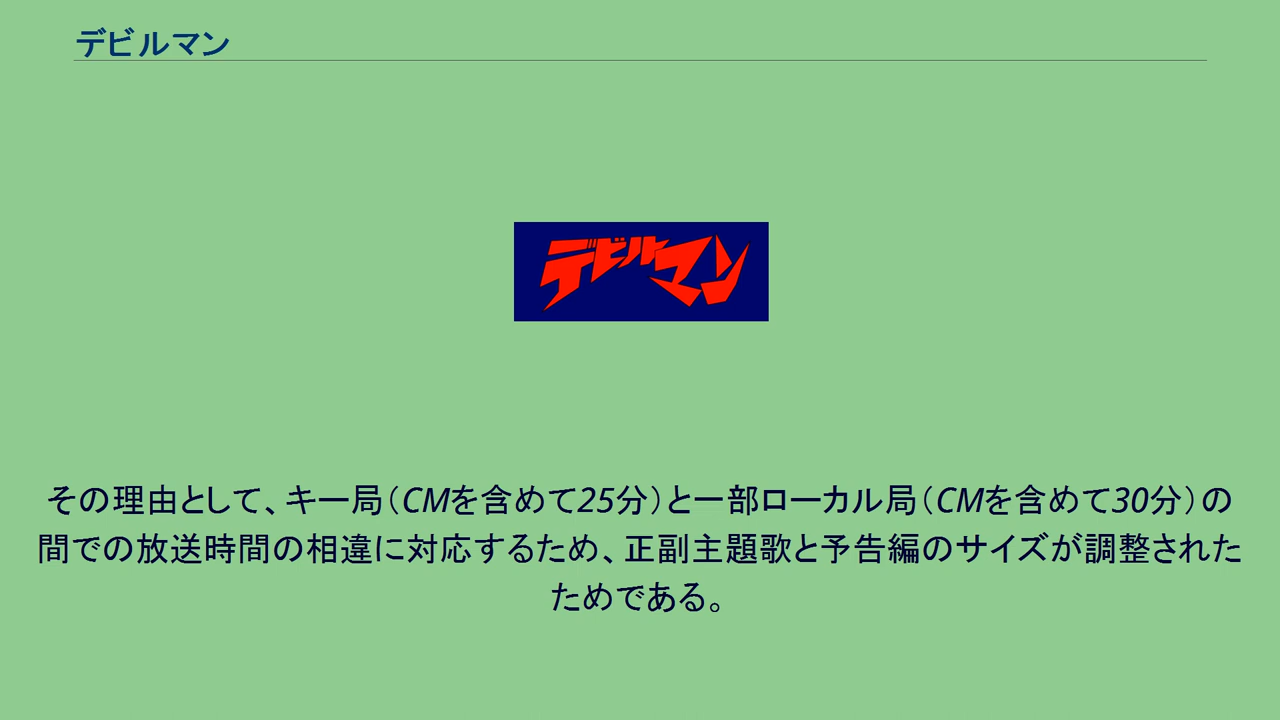 デビルマン
デビルマン
その理由として、キー局（CMを含めて25分）と一部ローカル局（CMを含めて30分）の
間での放送時間の相違に対応するため、正副主題歌と予告編のサイズが調整された
ためである。